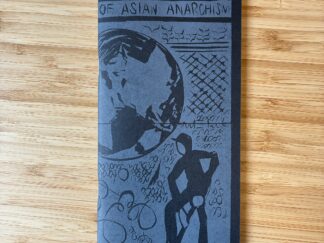 OF ASIAN ANARCHISM